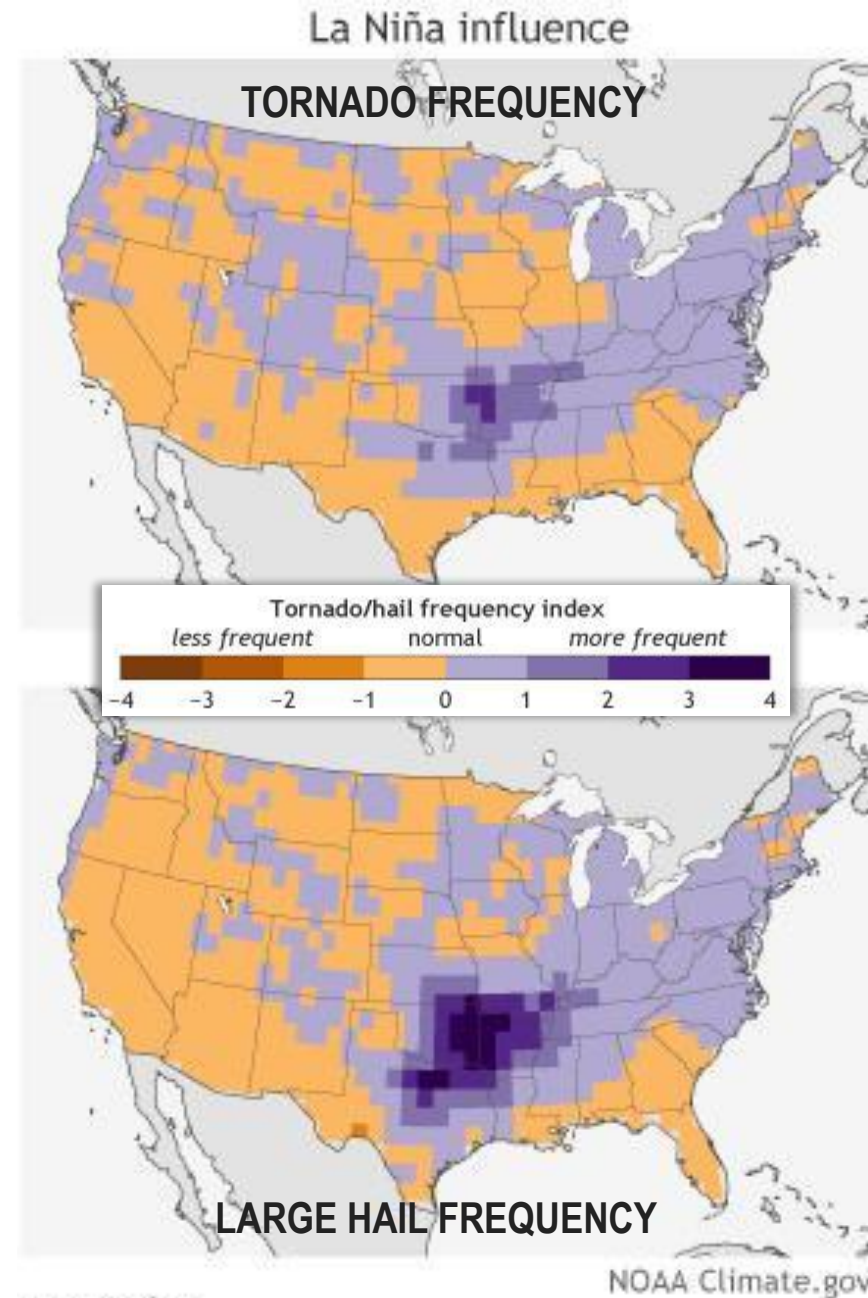 La Niña influence
TORNADO FREQUENCY
Tornado/hail frequency index
less frequent normal more frequent
−4 −3 −2 −1 0 1 2 3 4
LARGE HAIL FREQUENCY
NOAA Climate.gov